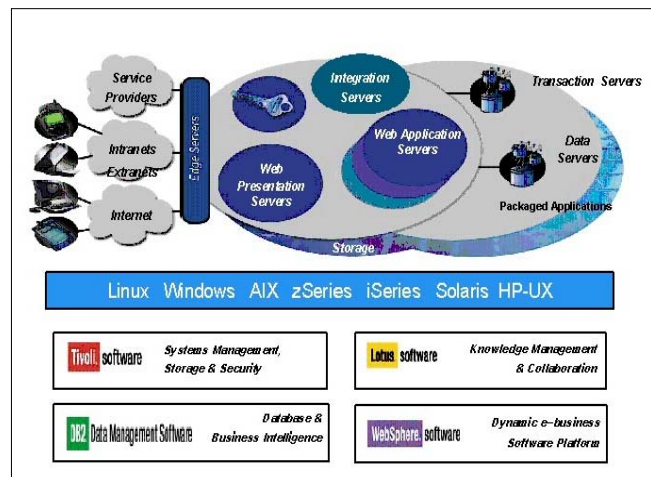 Service
Providers
Intranets
Extranets
Internet
Edge Servers
Integration
Servers
Web Application
Servers
Web
Presentation
Servers
Storage
Transaction Servers
Data
Servers
Packaged Applications
Linux Windows AIX zSeries iSeries Solaris HP-UX
Tivoli. software
Systems Management,
Storage & Security
Lotus. software
Knowledge Management
& Collaboration
DB2 Data Management Software
Database &
Business Intelligence
WebSphere. software
Dynamic e-business
Software Platform